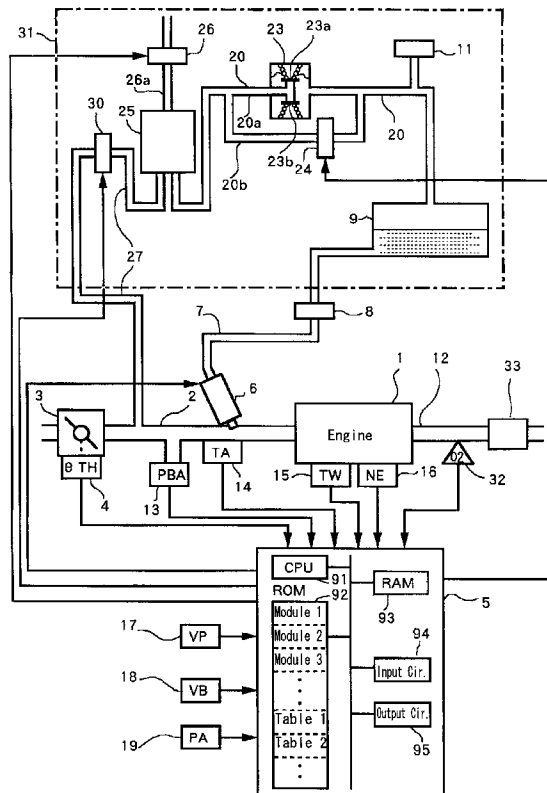 31
26
23
23a
11
26a
20
25
30
20a
20
23b
24
20b
9
27
7
8
1
12
33
3
2
6
Engine
θ TH
PBA
TA
TW
NE
O2
4
13
14
15
16
32
CPU
91
RAM
93
5
ROM
92
Module 1
Module 2
Module 3
Table 1
Table 2
94
Input Cir.
Output Cir.
95
17
VP
18
VB
19
PA